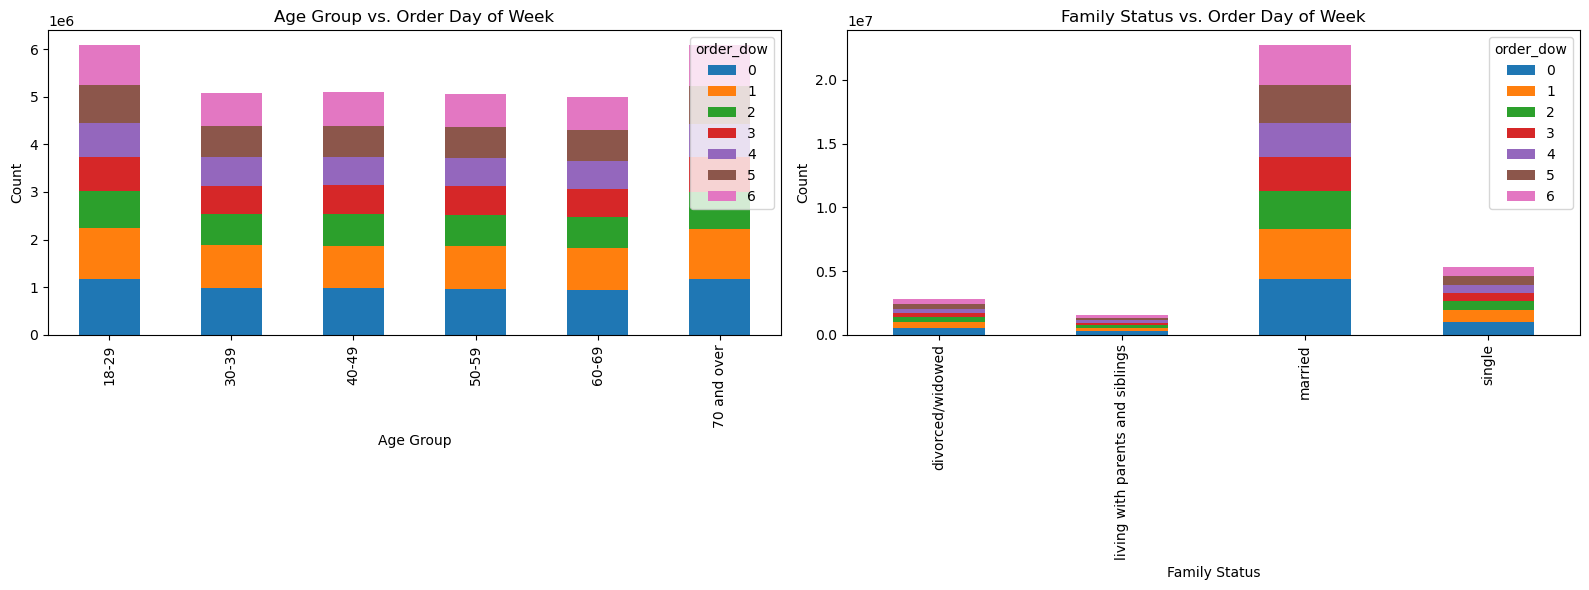 Age Group vs. Order Day of Week
1e6
6
5
4
3
2
1
0
Count
order_dow
0
1
2
3
4
5
6
18-29
30-39
40-49
50-59
60-69
70 and over
Age Group
Family Status vs. Order Day of Week
1e7
2.0
1.5
1.0
0.5
0.0
Count
order_dow
0
1
2
3
4
5
6
divorced/widowed
living with parents and siblings
married
single
Family Status